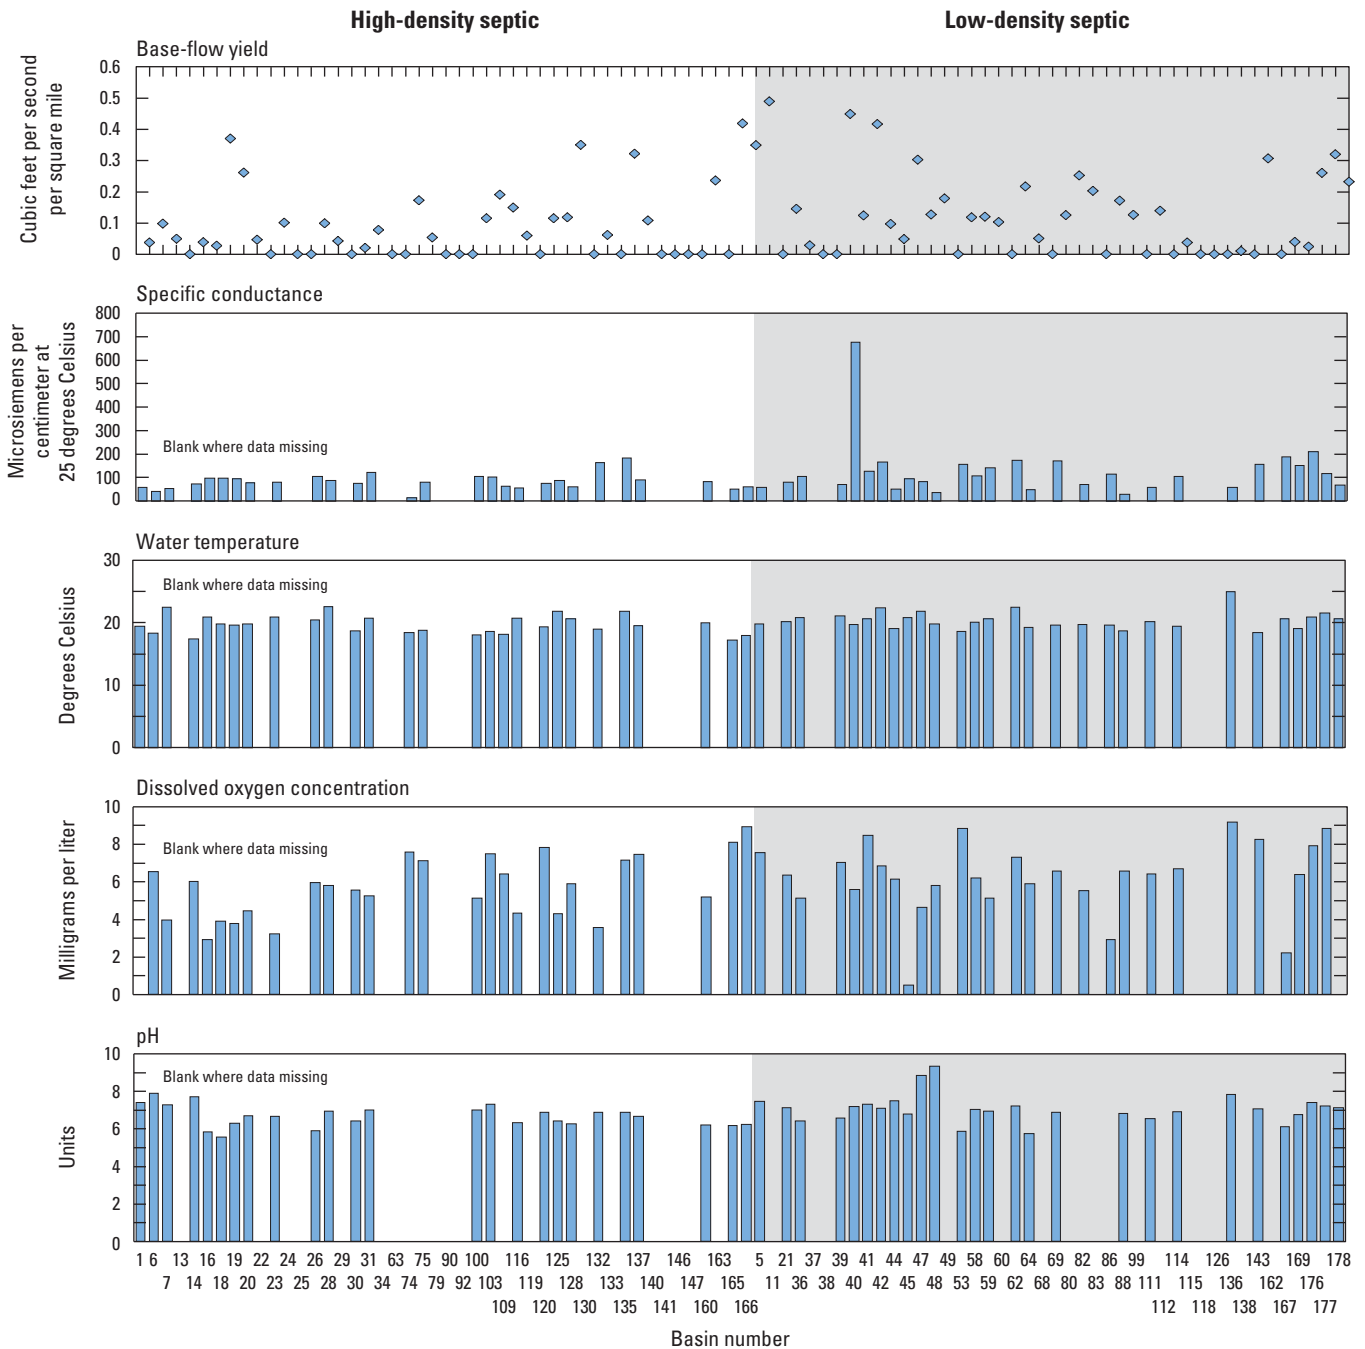 High-density septic
Low-density septic
Base-flow yield
Cubic feet per second
per square mile
0.6
0.5
0.4
0.3
0.2
0.1
0
Specific conductance
Microsiemens per
centimeter at
25 degrees Celsius
800
700
600
500
400
300
200
100
0
Blank where data missing
Water temperature
Degrees Celsius
30
20
10
0
Blank where data missing
Dissolved oxygen concentration
Milligrams per liter
10
8
6
4
2
0
Blank where data missing
pH
Units
10
8
6
4
2
0
Blank where data missing
1 6 13 16 19 22 24 26 29 31 63 75 90 100 116 125 132 137 146 163 5 21 37 39 41 44 47 49 58 60 64 69 82 86 99 114 126 143 169 178
7 14 18 20 23 25 28 30 34 74 79 92 103 119 128 133 140 147 165 11 36 38 40 42 45 48 53 59 62 68 80 83 88 111 115 136 162 176
109 120 130 135 141 160 166 112 118 138 167 177
Basin number